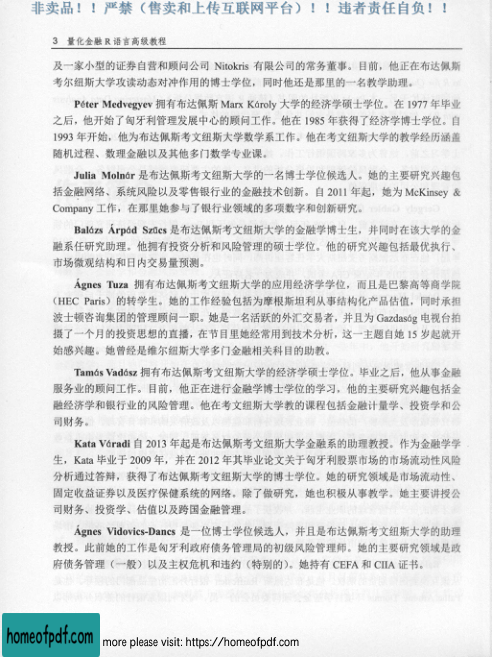 非卖品！！严禁（售卖和上传互联网平台）！！违者责任自负！！
3 量化金融 R 语言高级教程
及一家小型的证券自营和顾问公司 Nitokris 有限公司的常务董事。目前，他正在布达佩斯
考尔纽斯大学攻读动态对冲作用的博士学位，同时他还是那里的一名教学助理。
Péter Medvegyev 拥有布达佩斯 Marx Károly 大学的经济学硕士学位。在 1977 年毕业
之后，他开始了匈牙利管理发展中心的顾问工作。他在 1985 年获得了经济学博士学位。自
1993 年开始，他为布达佩斯考文纽斯大学数学系工作。他在考文纽斯大学的教学经历涵盖
随机过程、数理金融以及其他多门数学专业课。
Julia Molnár 是布达佩斯考文纽斯大学的一名博士学位候选人。她的主要研究兴趣包
括金融网络、系统风险以及零售银行业的金融技术创新。自 2011 年起，她为 McKinsey &
Company 工作，在那里她参与了银行业领域的多项数字和创新研究。
Balázs Árpád Szűcs 是布达佩斯考文纽斯大学的金融学博士生，并同时在该大学的金
融系任研究助理。他拥有投资分析和风险管理的硕士学位。他的研究兴趣包括最优执行、
市场微观结构和日内交易量预测。
Ágnes Tuza 拥有布达佩斯考文纽斯大学的应用经济学学位，而且是巴黎高等商学院
（HEC Paris）的转学生。她的工作经验包括为摩根斯坦利从事结构化产品估值，同时承担
波士顿咨询集团的管理顾问一职。她是一名活跃的外汇交易者，并且为 Gazdaság 电视台拍
摄了一个月的投资思想的直播，在节目里她经常用到技术分析，这一主题自她 15 岁起就开
始感兴趣。她曾经是维尔纽斯大学多门金融相关科目的助教。
Tamás Vadász 拥有布达佩斯考文纽斯大学的经济学硕士学位。毕业之后，他从事金融
服务业的顾问工作。目前，他正在进行金融学博士学位的学习，他的主要研究兴趣包括金
融经济学和银行业的风险管理。他在考文纽斯大学教的课程包括金融计量学、投资学和公
司财务。
Kata Váradi 自 2013 年起是布达佩斯考文纽斯大学金融系的助理教授。作为金融学学
生，Kata 毕业于 2009 年，并在 2012 年其毕业论文关于匈牙利股票市场的市场流动性风险
分析通过答辩，获得了布达佩斯考文纽斯大学的博士学位。她的研究领域是市场流动性、
固定收益证券以及医疗保健系统的网络。除了做研究，她也积极从事教学。她主要讲授公
司财务、投资学、估值以及跨国金融管理。
Ágnes Vidovics-Dancs 是一位博士学位候选人，并且是布达佩斯考文纽斯大学的助理
教授。此前她的工作是匈牙利政府债务管理局的初级风险管理师。她的主要研究领域是政
府债务管理（一般）以及主权危机和违约（特别的）。她持有 CEFA 和 CIIA 证书。
homeofpdf.com
more please visit: https://homeofpdf.com